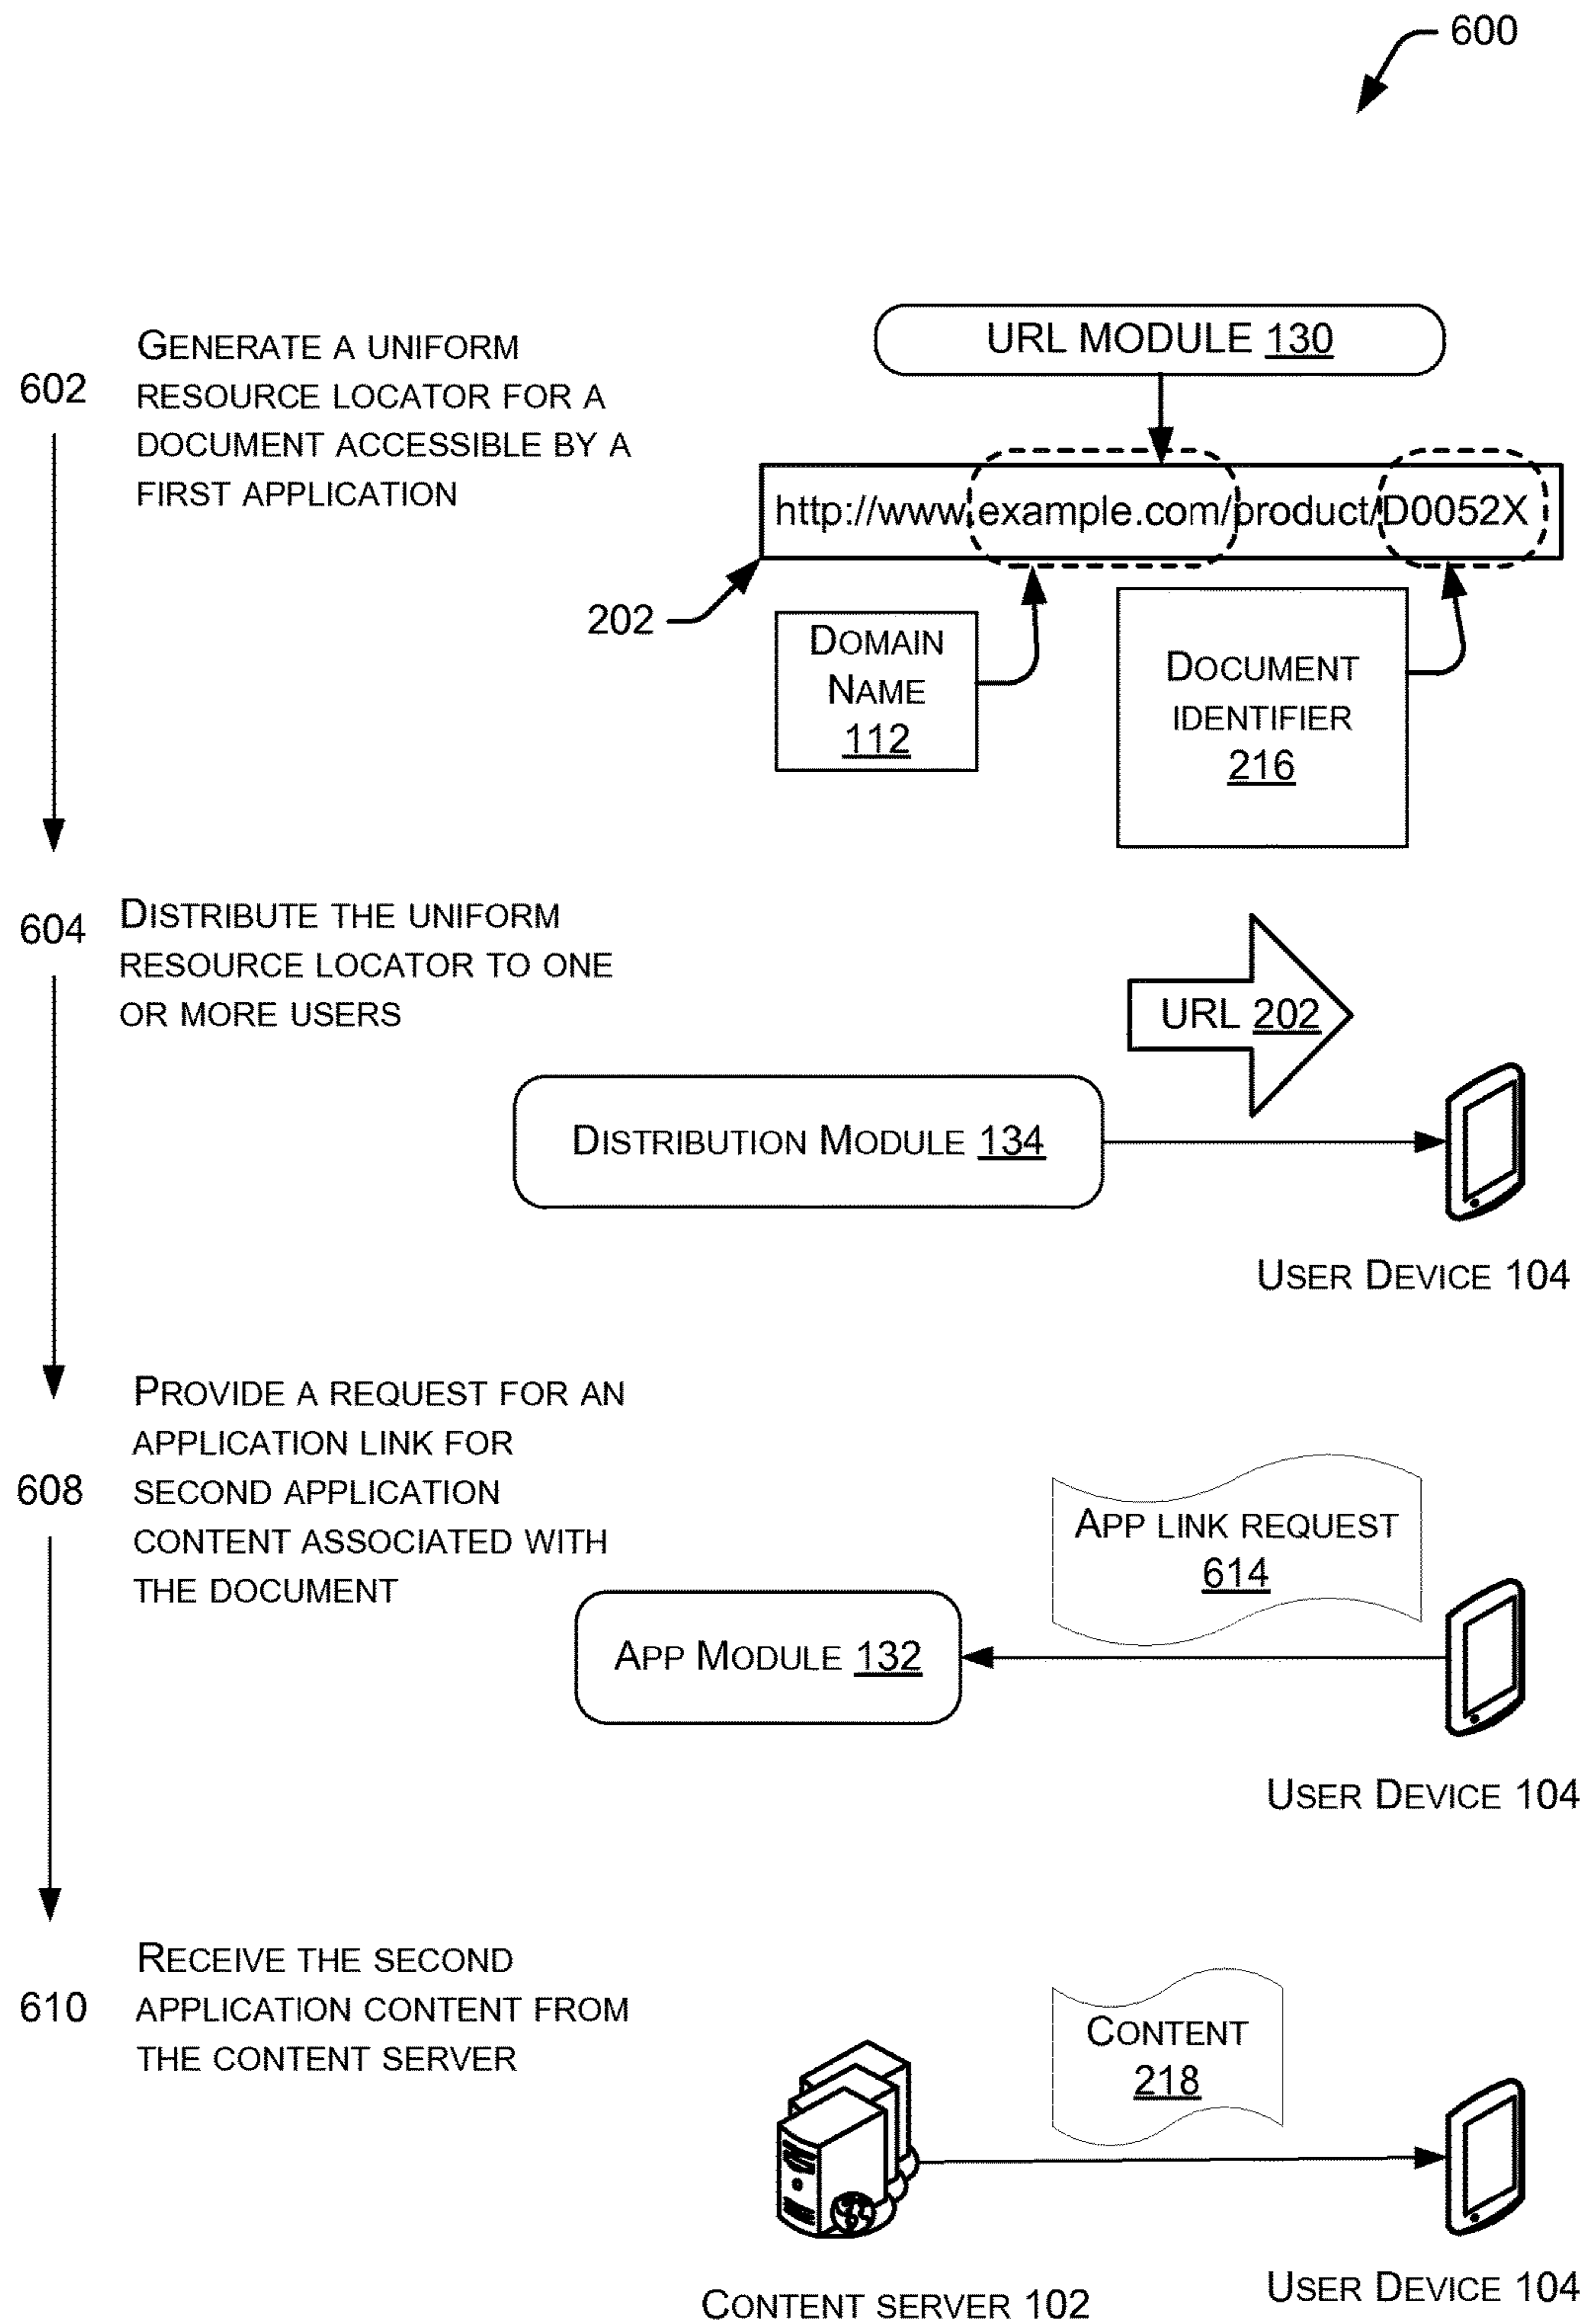 600
602
GENERATE A UNIFORM
RESOURCE LOCATOR FOR A
DOCUMENT ACCESSIBLE BY A
FIRST APPLICATION
URL MODULE 130
http://www.example.com/product/D0052X
202
DOMAIN
NAME
112
DOCUMENT
IDENTIFIER
216
604
DISTRIBUTE THE UNIFORM
RESOURCE LOCATOR TO ONE
OR MORE USERS
URL 202
DISTRIBUTION MODULE 134
USER DEVICE 104
608
PROVIDE A REQUEST FOR AN
APPLICATION LINK FOR
SECOND APPLICATION
CONTENT ASSOCIATED WITH
THE DOCUMENT
APP LINK REQUEST
614
APP MODULE 132
USER DEVICE 104
610
RECEIVE THE SECOND
APPLICATION CONTENT FROM
THE CONTENT SERVER
CONTENT
218
CONTENT SERVER 102
USER DEVICE 104